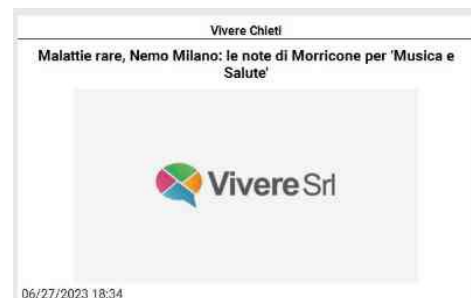 Vivere Chieti
Malattie rare, Nemo Milano: le note di Morricone per 'Musica e
Salute'
Vivere Srl
06/27/2023 18:34